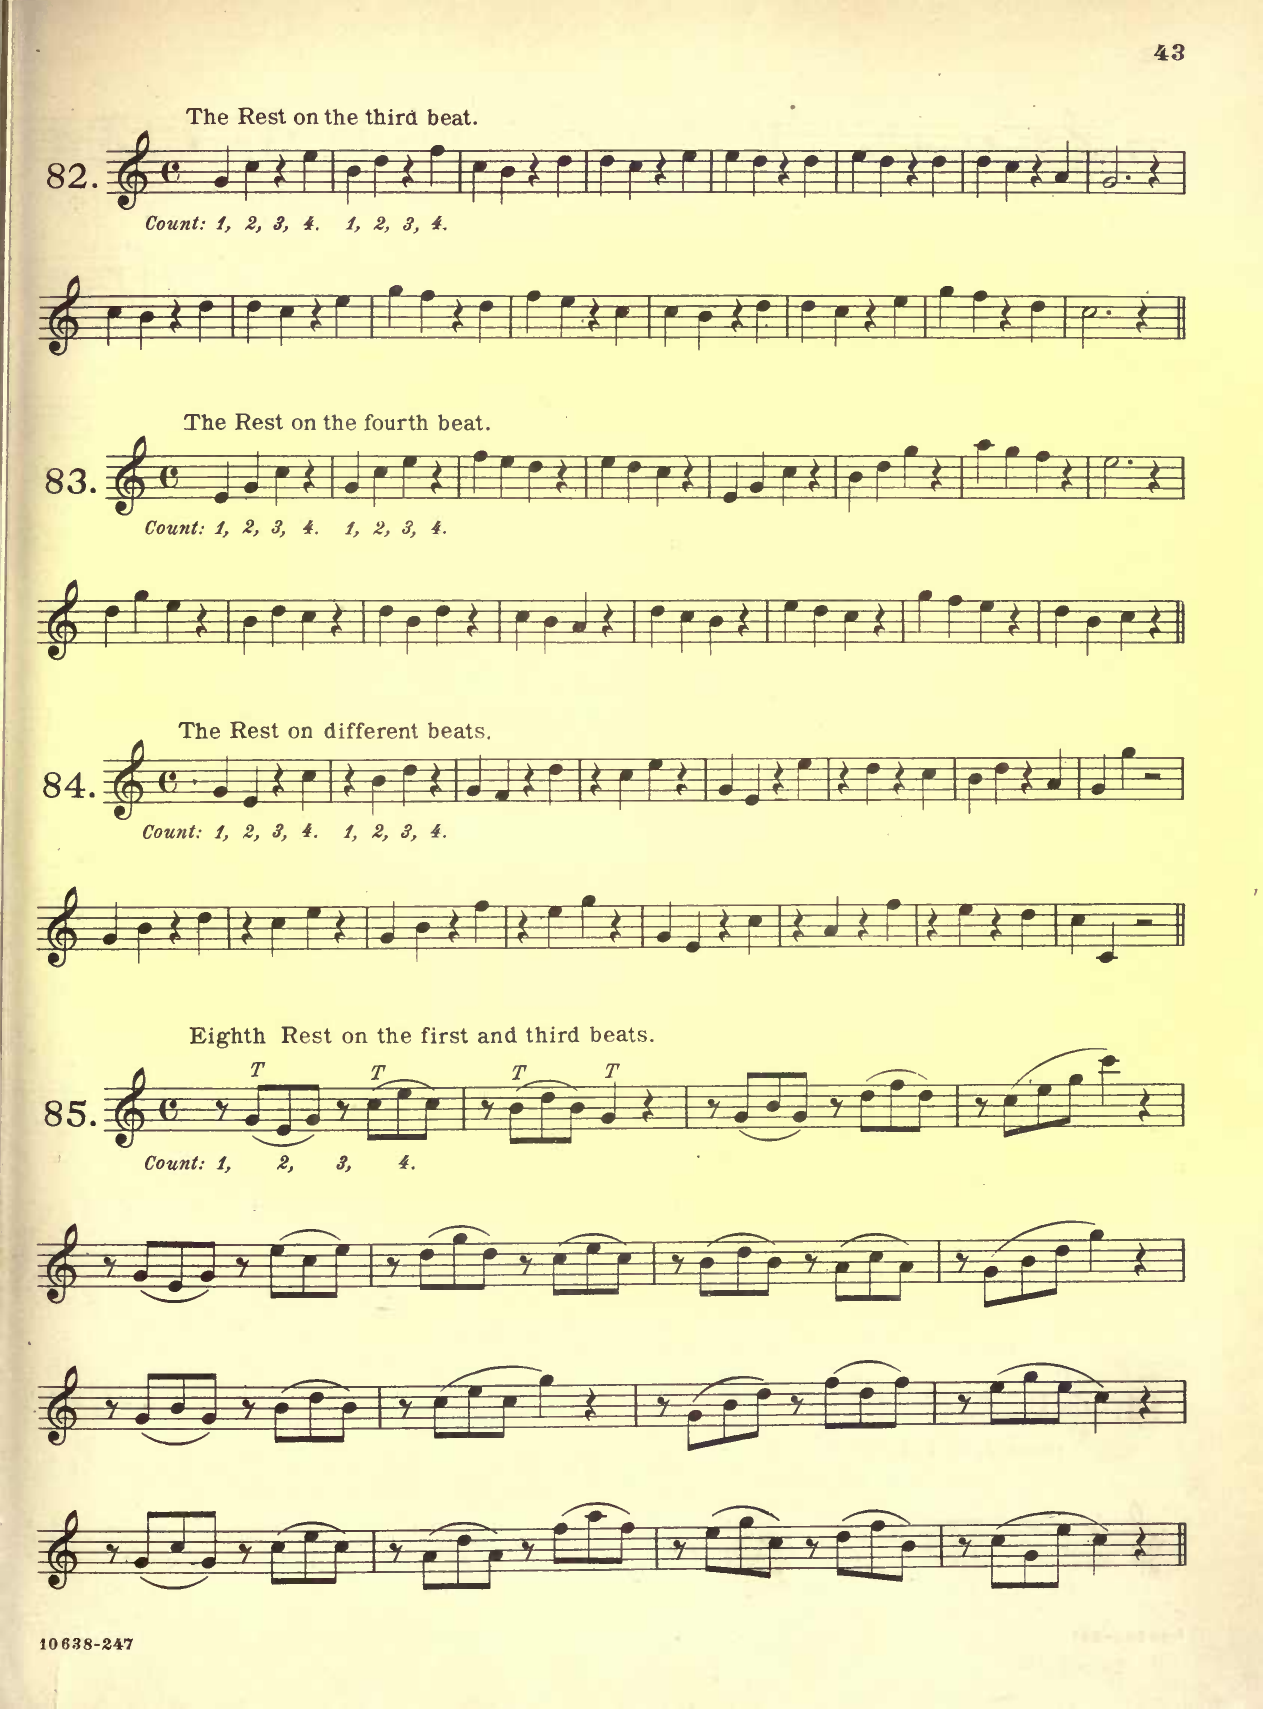 43
The Rest on the third beat.
82.
Count: 1, 2, 3, 4. 1, 2, 3, 4.
The Rest on the fourth beat.
83.
Count: 1, 2, 3, 4. 1, 2, 3, 4.
The Rest on different beats.
84.
Count: 1, 2, 3, 4. 1, 2, 3, 4.
Eighth Rest on the first and third beats.
T T T T
85.
Count: 1, 2, 3, 4.
10638-247